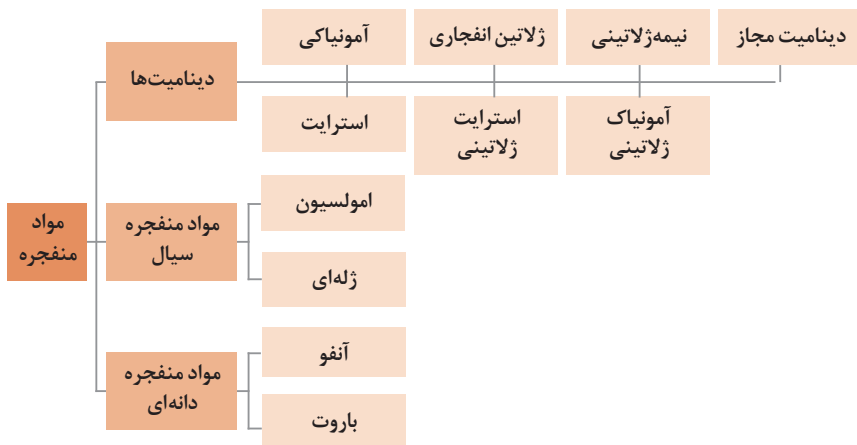 مواد
منفجره
دینامیت‌ها
دینامیت مجاز
نیمه‌ژلاتینی
ژلاتین انفجاری
آمونیاکی
آمونیاک
ژلاتینی
استرایت
ژلاتینی
استرایت
مواد منفجره
سیال
امولسیون
ژله‌ای
مواد منفجره
دانه‌ای
آنفو
باروت